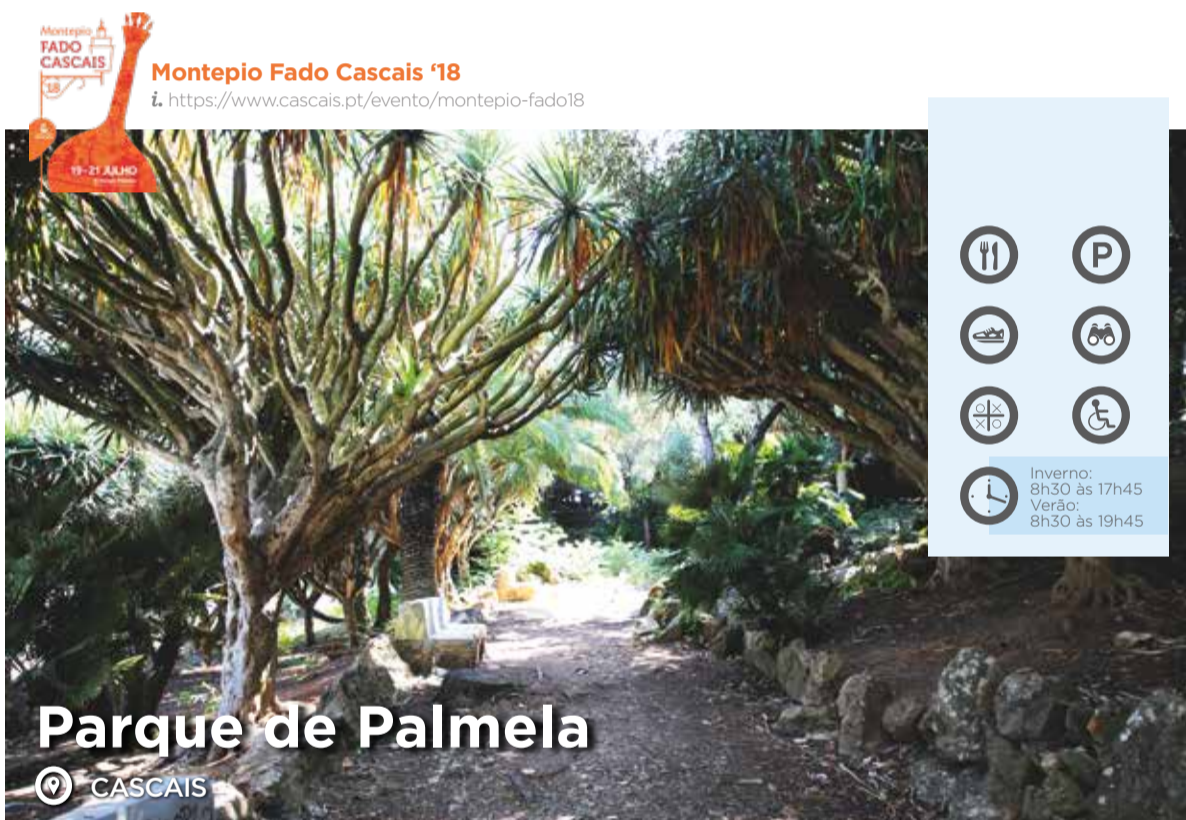 Montepio
FADO
CASCAIS
18
19-21 JULHO
Montepio Fado Cascais ‘18
i. https://www.cascais.pt/evento/montepio-fado18
P
Inverno:
8h30 às 17h45
Verão:
8h30 às 19h45
Parque de Palmela
CASCAIS